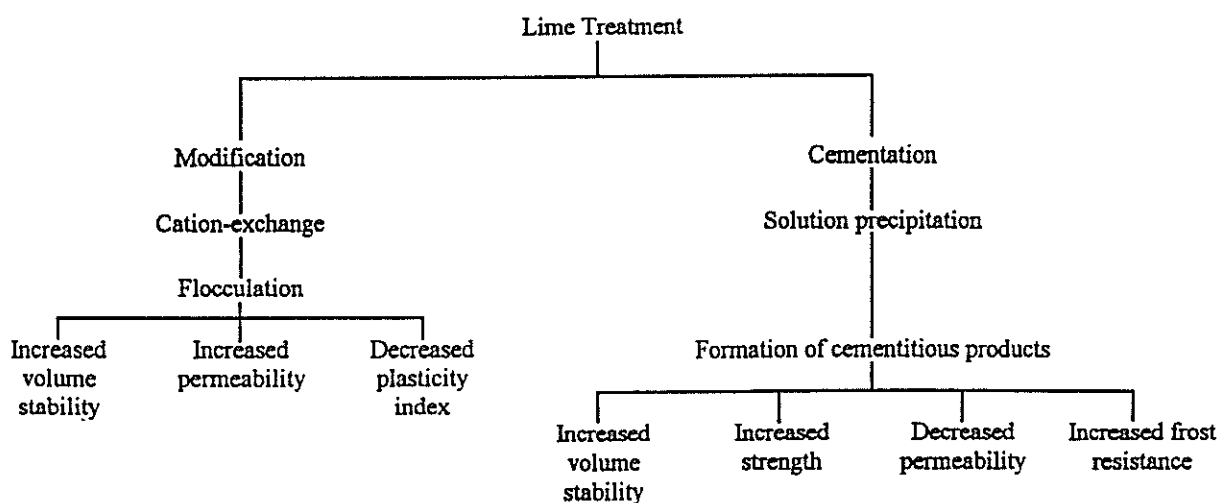 Lime Treatment
Modification
Cation-exchange
Flocculation
Increased
volume
stability
Increased
permeability
Decreased
plasticity
index
Cementation
Solution precipitation
Formation of cementitious products
Increased
volume
stability
Increased
strength
Decreased
permeability
Increased frost
resistance